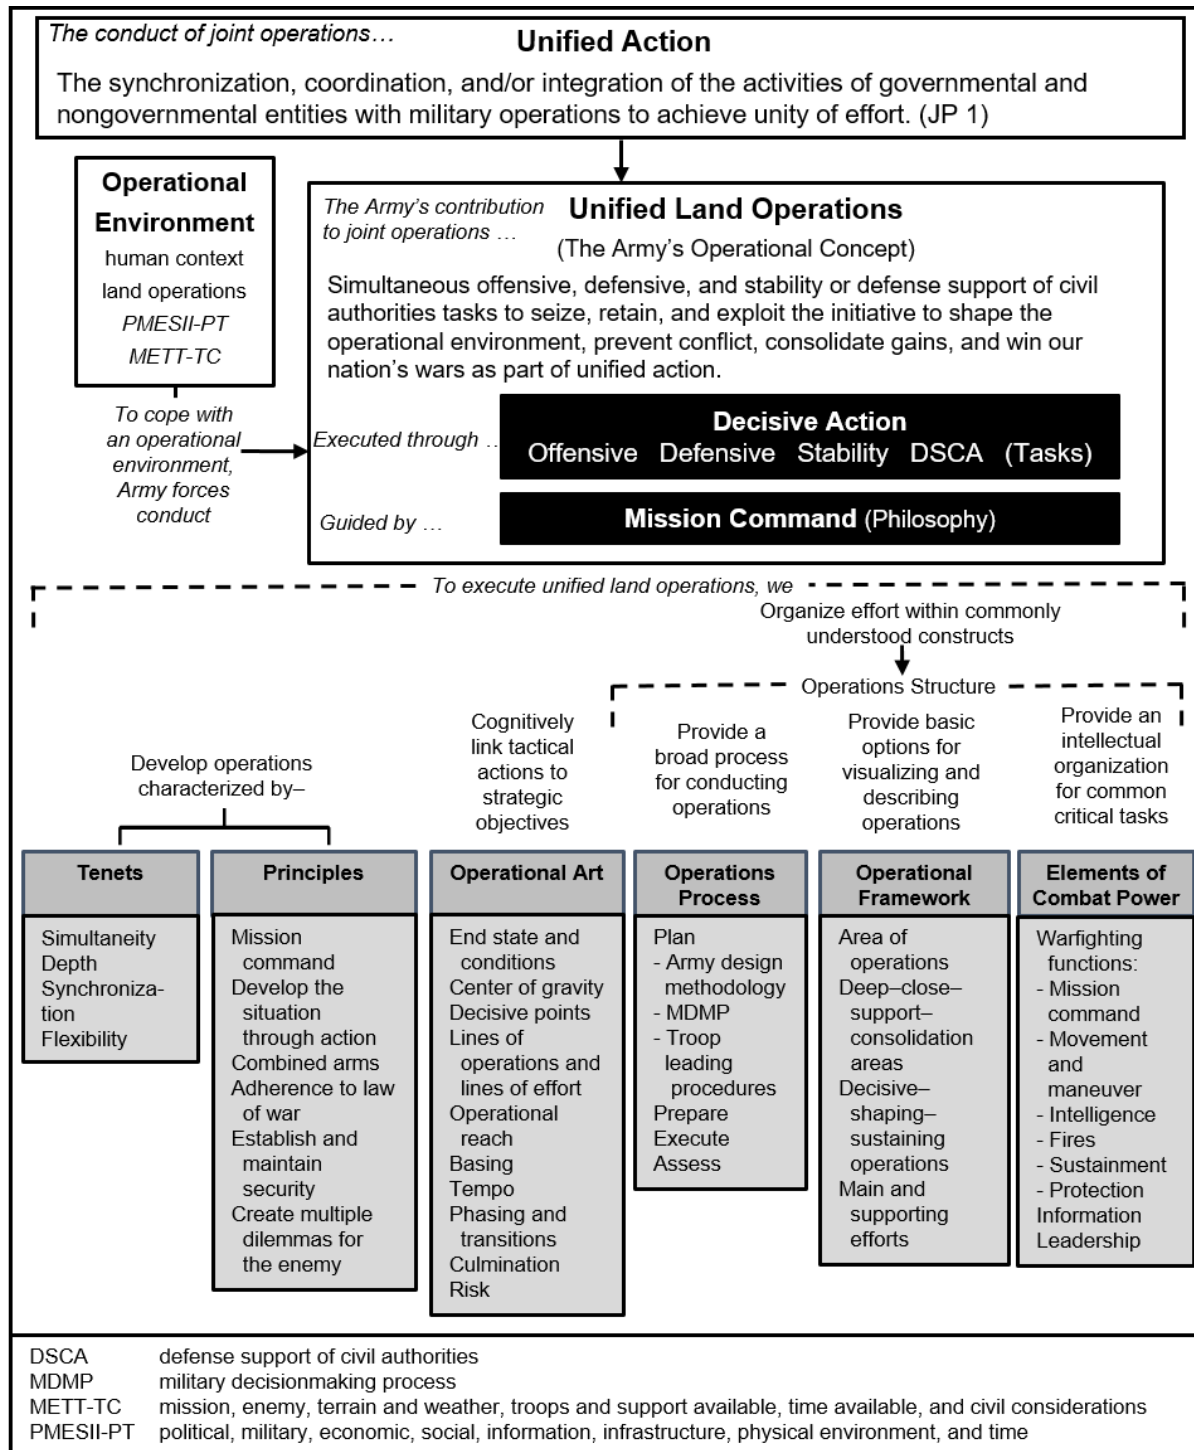 The conduct of joint operations…
Unified Action
The synchronization, coordination, and/or integration of the activities of governmental and
nongovernmental entities with military operations to achieve unity of effort. (JP 1)
Operational
Environment
human context
land operations
PMESII-PT
METT-TC
To cope with
an operational
environment,
Army forces
conduct
The Army’s contribution
to joint operations …
Unified Land Operations
(The Army’s Operational Concept)
Simultaneous offensive, defensive, and stability or defense support of civil
authorities tasks to seize, retain, and exploit the initiative to shape the
operational environment, prevent conflict, consolidate gains, and win our
nation’s wars as part of unified action.
Executed through …
Decisive Action
Offensive Defensive Stability DSCA (Tasks)
Guided by …
Mission Command (Philosophy)
To execute unified land operations, we
Organize effort within commonly
understood constructs
Operations Structure
Develop operations
characterized by–
Cognitively
link tactical
actions to
strategic
objectives
Provide a
broad process
for conducting
operations
Provide basic
options for
visualizing and
describing
operations
Provide an
intellectual
organization
for common
critical tasks
Tenets
Simultaneity
Depth
Synchroniza-
tion
Flexibility
Principles
Mission
command
Develop the
situation
through action
Combined arms
Adherence to law
of war
Establish and
maintain
security
Create multiple
dilemmas for
the enemy
Operational Art
End state and
conditions
Center of gravity
Decisive points
Lines of
operations and
lines of effort
Operational
reach
Basing
Tempo
Phasing and
transitions
Culmination
Risk
Operations
Process
Plan
- Army design
methodology
- MDMP
- Troop
leading
procedures
Prepare
Execute
Assess
Operational
Framework
Area of
operations
Deep–close–
support–
consolidation
areas
Decisive–
shaping–
sustaining
operations
Main and
supporting
efforts
Elements of
Combat Power
Warfighting
functions:
- Mission
command
- Movement
and
maneuver
- Intelligence
- Fires
- Sustainment
- Protection
Information
Leadership
DSCA defense support of civil authorities
MDMP military decisionmaking process
METT-TC mission, enemy, terrain and weather, troops and support available, time available, and civil considerations
PMESII-PT political, military, economic, social, information, infrastructure, physical environment, and time